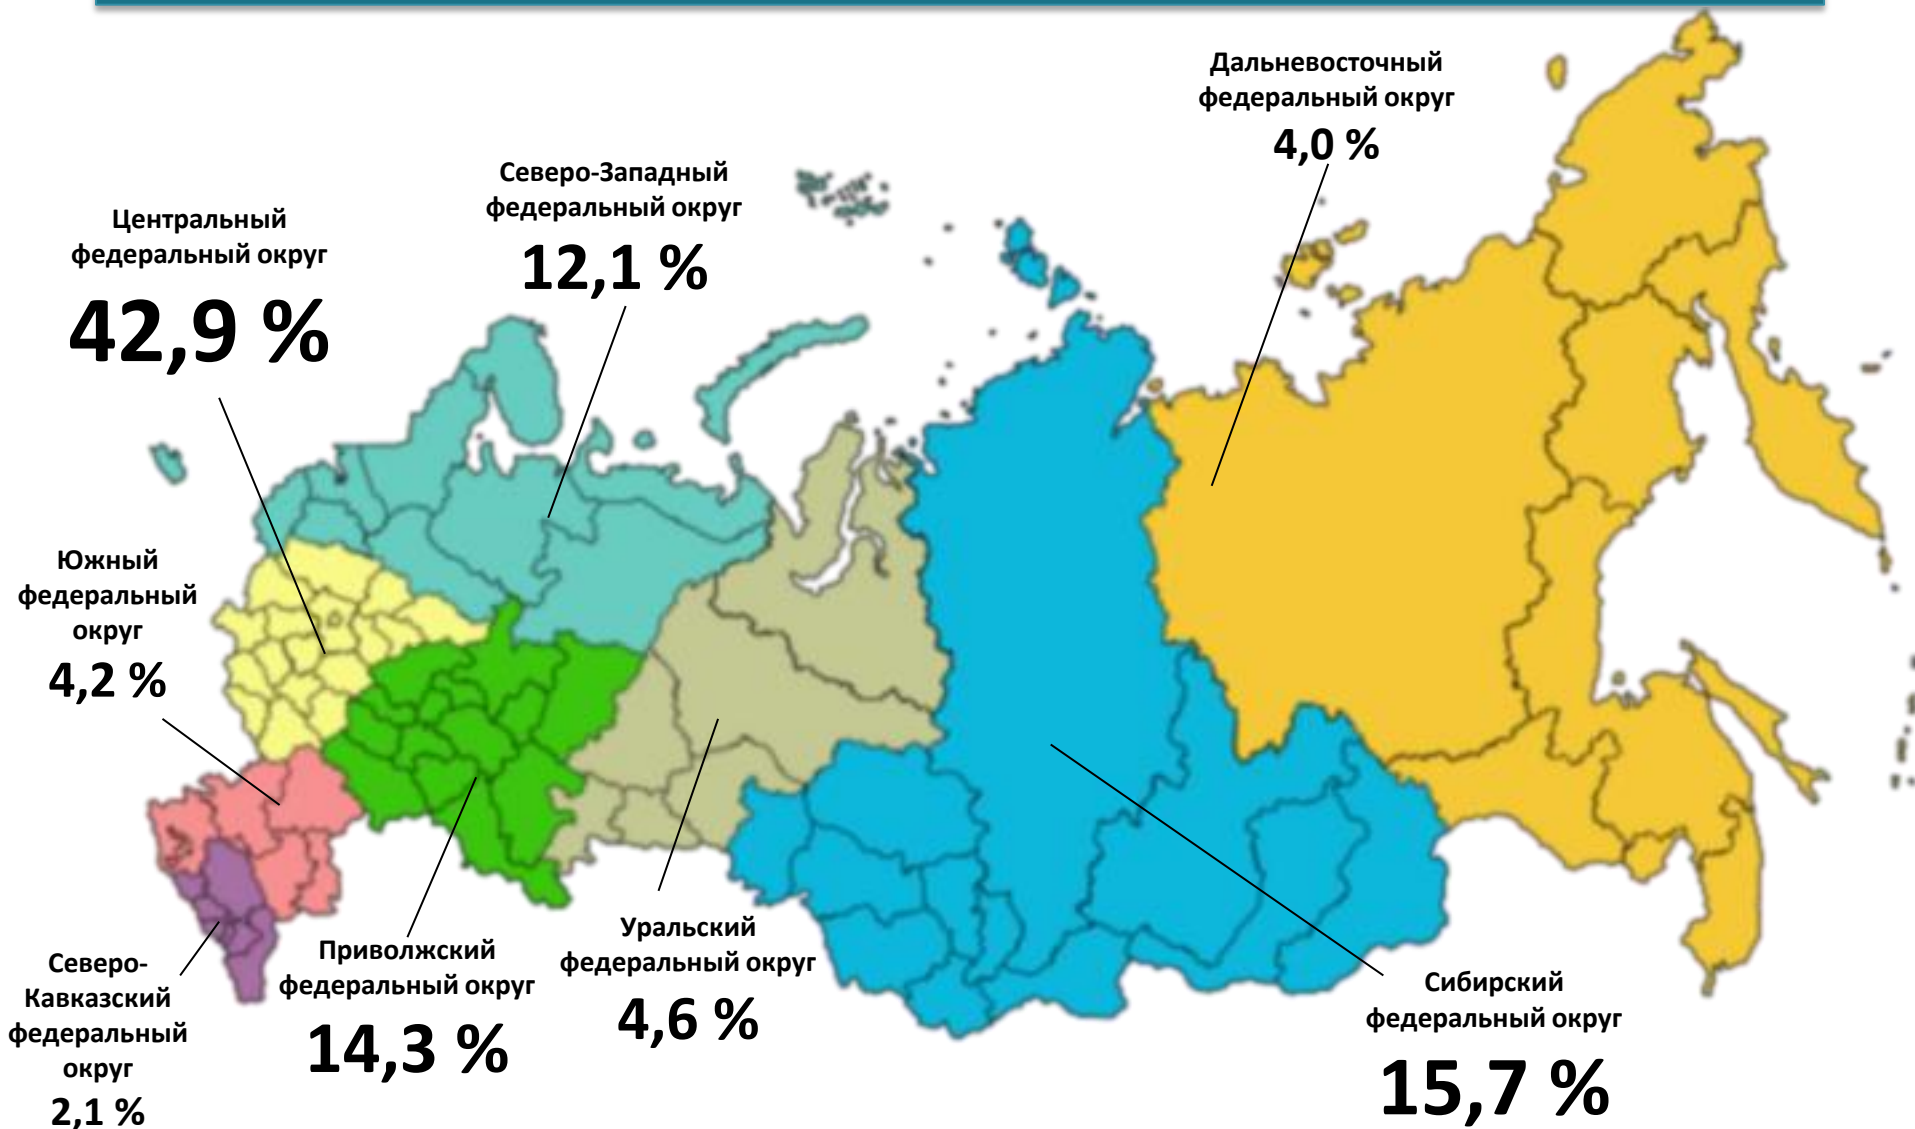 Дальневосточный
федеральный округ
4,0 %
Северо-Западный
федеральный округ
12,1 %
Центральный
федеральный округ
42,9 %
Южный
федеральный
округ
4,2 %
Северо-
Кавказский
федеральный
округ
2,1 %
Приволжский
федеральный округ
14,3 %
Уральский
федеральный округ
4,6 %
Сибирский
федеральный округ
15,7 %